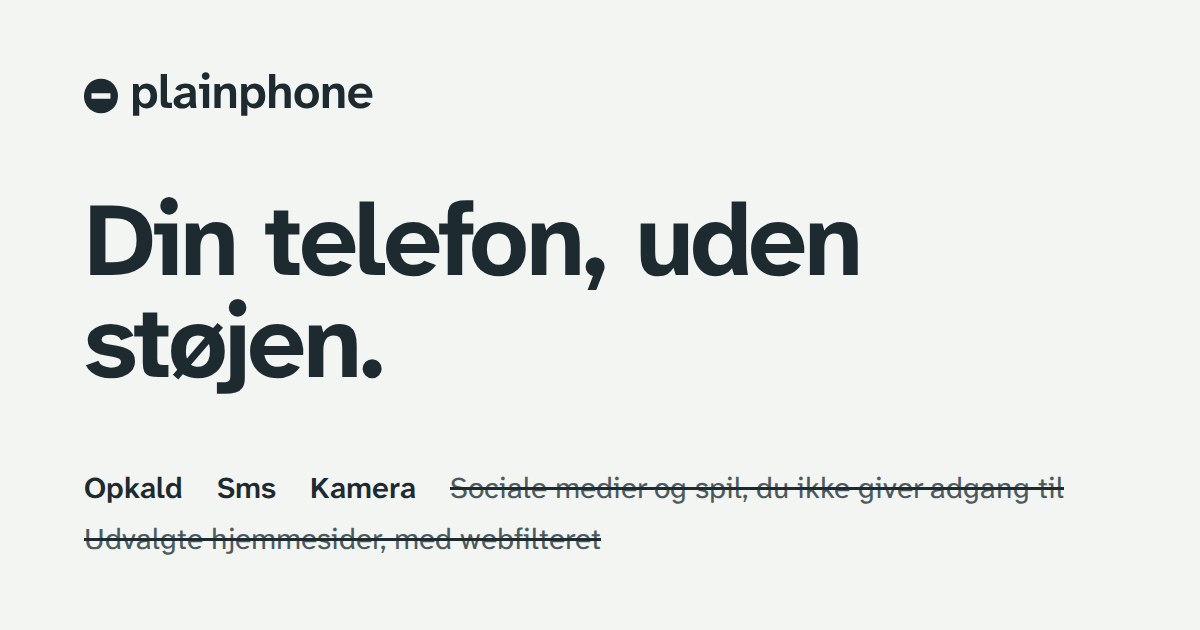 plainphone
Din telefon, uden
støjen.
Opkald Sms Kamera Sociale medier og spil, du ikke giver adgang til
Udvalgte hjemmesider, med webfilteret